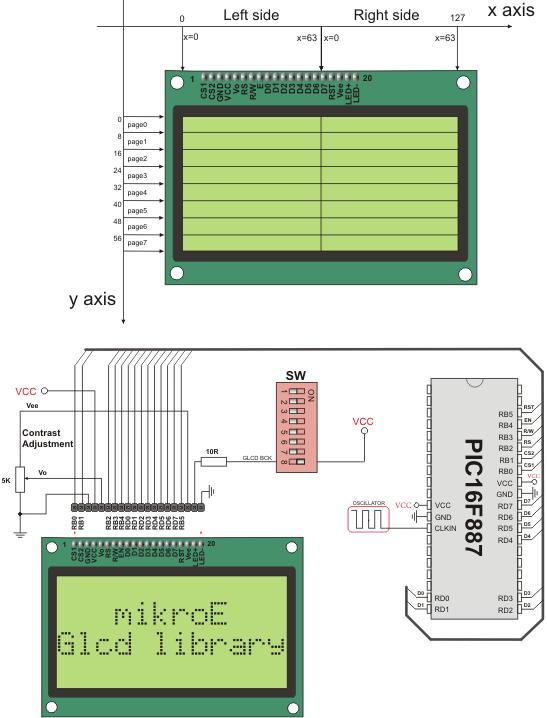 x axis
0 Left side Right side 127
x=0 x=63 x=0 x=63
1 20
CS1 CS2 GND VCC Vo RS R/W E D0 D1 D2 D3 D4 D5 D6 D7 RST Vee LED+ LED-
0
page0
8
page1
16
page2
24
page3
32
page4
40
page5
48
page6
56
page7
y axis
SW
VCC
Vee
Contrast
Adjustment
Vo
5K
10R
GLCD BCK
ON
1
2
3
4
5
6
7
8
VCC
RB0 RB1 RB2 RB3 RB4 RD0 RD1 RD2 RD3 RD4 RD5 RD6 RD7 RB5
1 20
CS1 CS2 GND VCC Vo RS R/W EN D0 D1 D2 D3 D4 D5 D6 D7 RST Vee LED+ LED-
mikroE
Glcd library
PIC16F887
OSCILLATOR
VCC
VCC
GND
CLKIN
RB5 RST
RB4 EN
RB3 R/W
RB2 RS
RB1 CS2
RB0 CS1
VCC VCC
GND
RD7 D7
RD6 D6
RD5 D5
RD4 D4
D0 RD0
D1 RD1
RD3 D3
RD2 D2